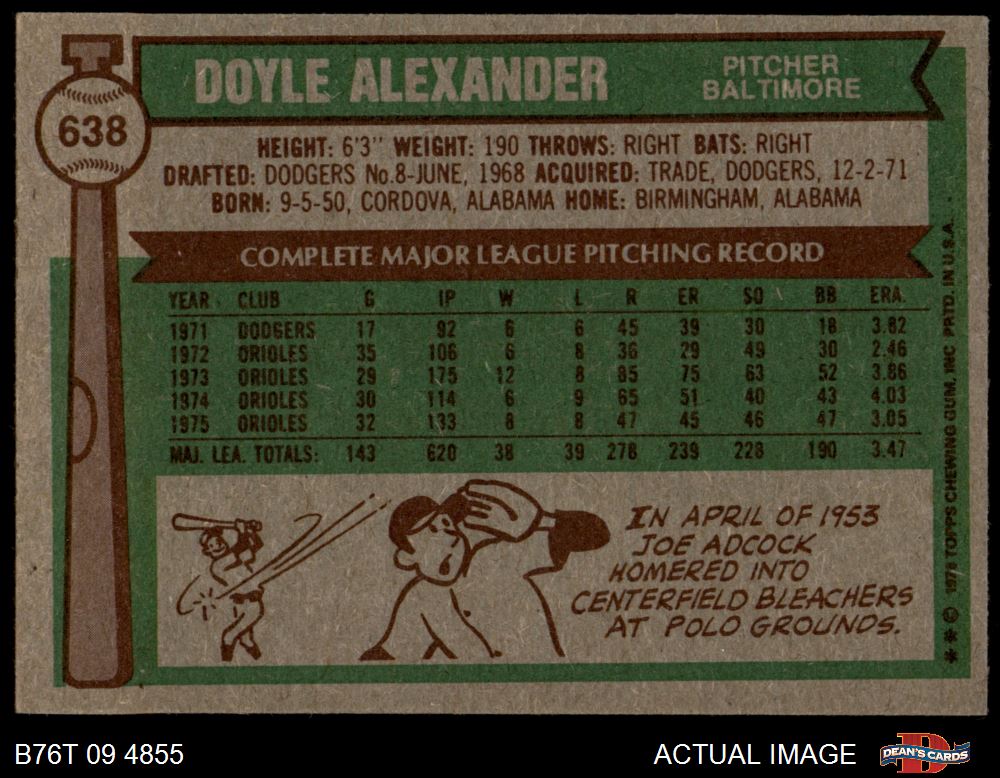 638
DOYLE ALEXANDER
PITCHER
BALTIMORE
HEIGHT: 6'3" WEIGHT: 190 THROWS: RIGHT BATS: RIGHT
DRAFTED: DODGERS No.8-JUNE, 1968 ACQUIRED: TRADE, DODGERS, 12-2-71
BORN: 9-5-50, CORDOVA, ALABAMA HOME: BIRMINGHAM, ALABAMA
COMPLETE MAJOR LEAGUE PITCHING RECORD
YEAR CLUB G IP W L R ER SO BB ERA.
1971 DODGERS 17 92 6 6 45 39 30 18 3.82
1972 ORIOLES 35 106 6 8 36 29 49 30 2.46
1973 ORIOLES 29 175 12 8 85 75 63 52 3.86
1974 ORIOLES 30 114 6 9 65 51 40 43 4.03
1975 ORIOLES 32 133 8 8 47 45 46 47 3.05
MAJ. LEA. TOTALS: 143 620 38 39 278 239 228 190 3.47
IN APRIL OF 1953
JOE ADCOCK
HOMERED INTO
CENTERFIELD BLEACHERS
AT POLO GROUNDS.
** © 1976 TOPPS CHEWING GUM, INC PRTD. IN U.S.A.
B76T 09 4855
ACTUAL IMAGE
DEAN'S CARDS